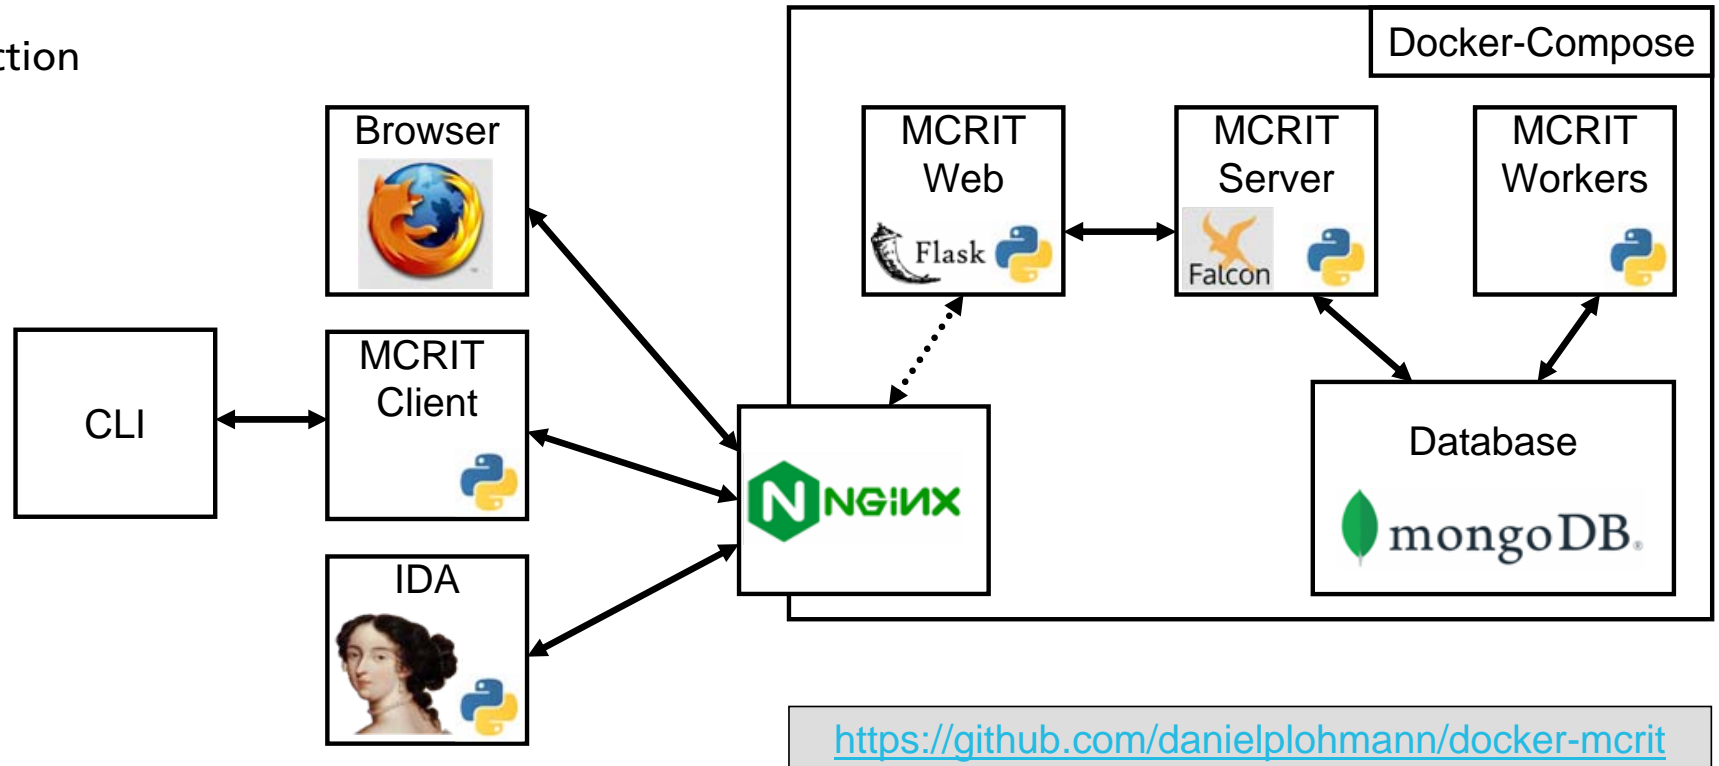 ction
Docker-Compose
Browser
MCRIT
Web
Flask
MCRIT
Server
Falcon
MCRIT
Workers
MCRIT
Client
CLI
NGINX
Database
mongoDB®
IDA
https://github.com/danielplohmann/docker-mcrit